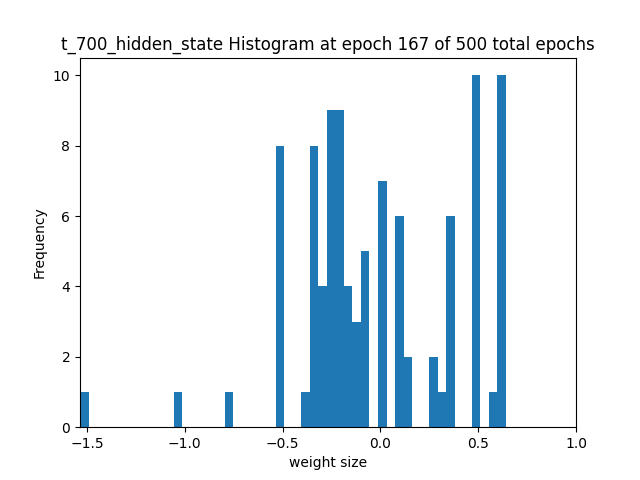 t_700_hidden_state Histogram at epoch 167 of 500 total epochs
10
8
6
4
2
0
Frequency
−1.5 −1.0 −0.5 0.0 0.5 1.0
weight size